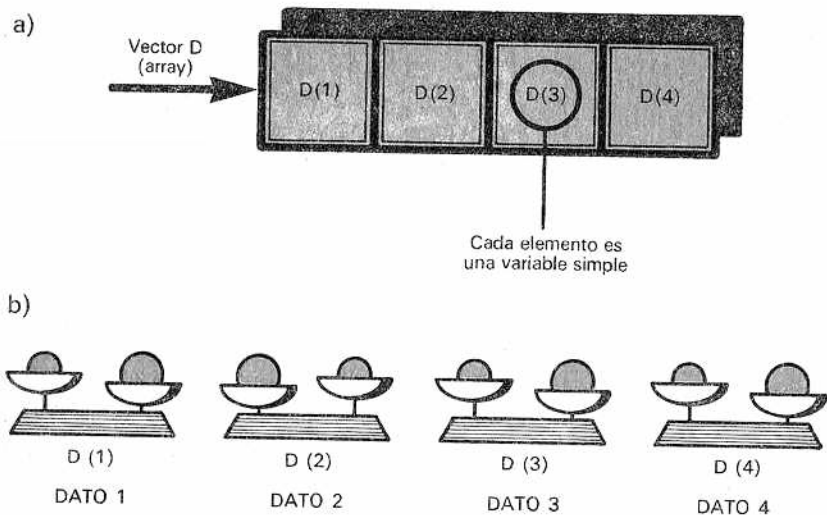 a)
Vector D
(array)
D(1)
D(2)
D(3)
D(4)
Cada elemento es
una variable simple
b)
D (1)
D (2)
D (3)
D (4)
DATO 1
DATO 2
DATO 3
DATO 4